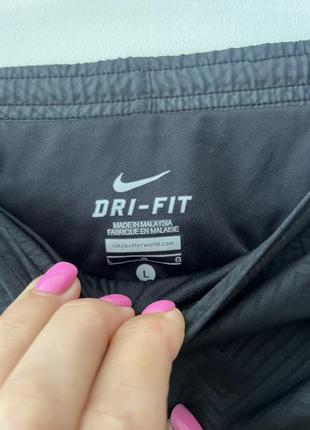 DRI-FIT
MADE IN MALAYSIA
FABRIQUÉ EN MALAISIE
nikebetterworld.com
L G
L